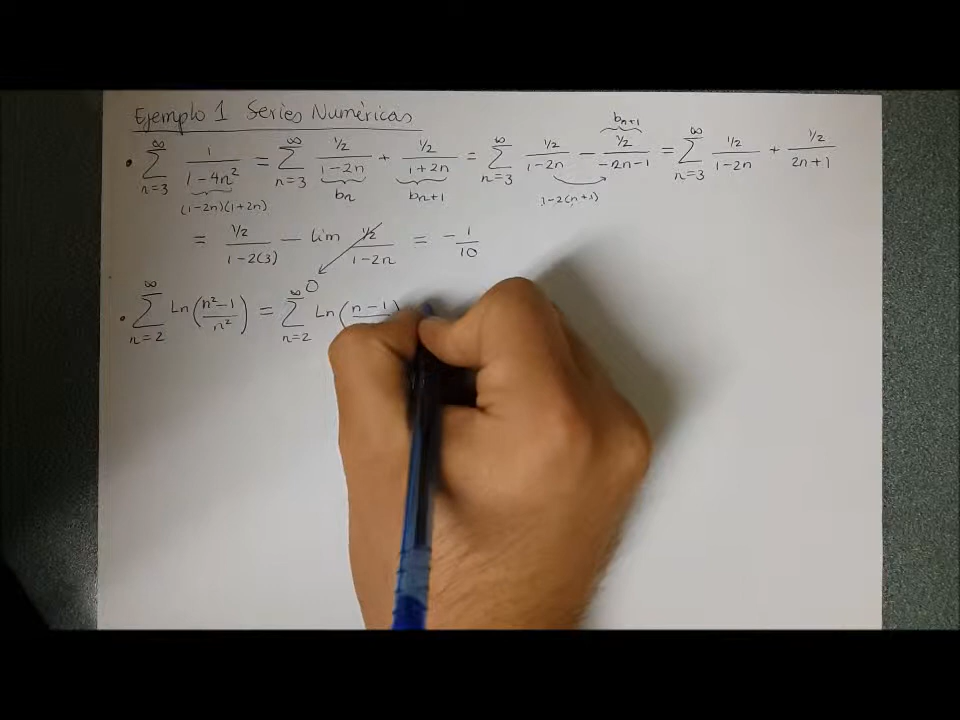 Ejemplo 1 Series Numéricas
• ∞ ∑ n=3 1/(1-4n²) = ∞ ∑ n=3 ½/(1-2n) + ½/(1+2n) = ∞ ∑ n=3 ½/(1-2n) - ½/(-2n-1) = ∞ ∑ n=3 ½/(1-2n) + ½/(2n+1)
(1-2n)(1+2n) bn bn+1 1-2(n+1) bn+1
= ½/(1-2(3)) - lím ½/(1-2n) = -1/10
0
• ∞ ∑ n=2 Ln(n²-1/n²) = ∞ ∑ n=2 Ln(n-1